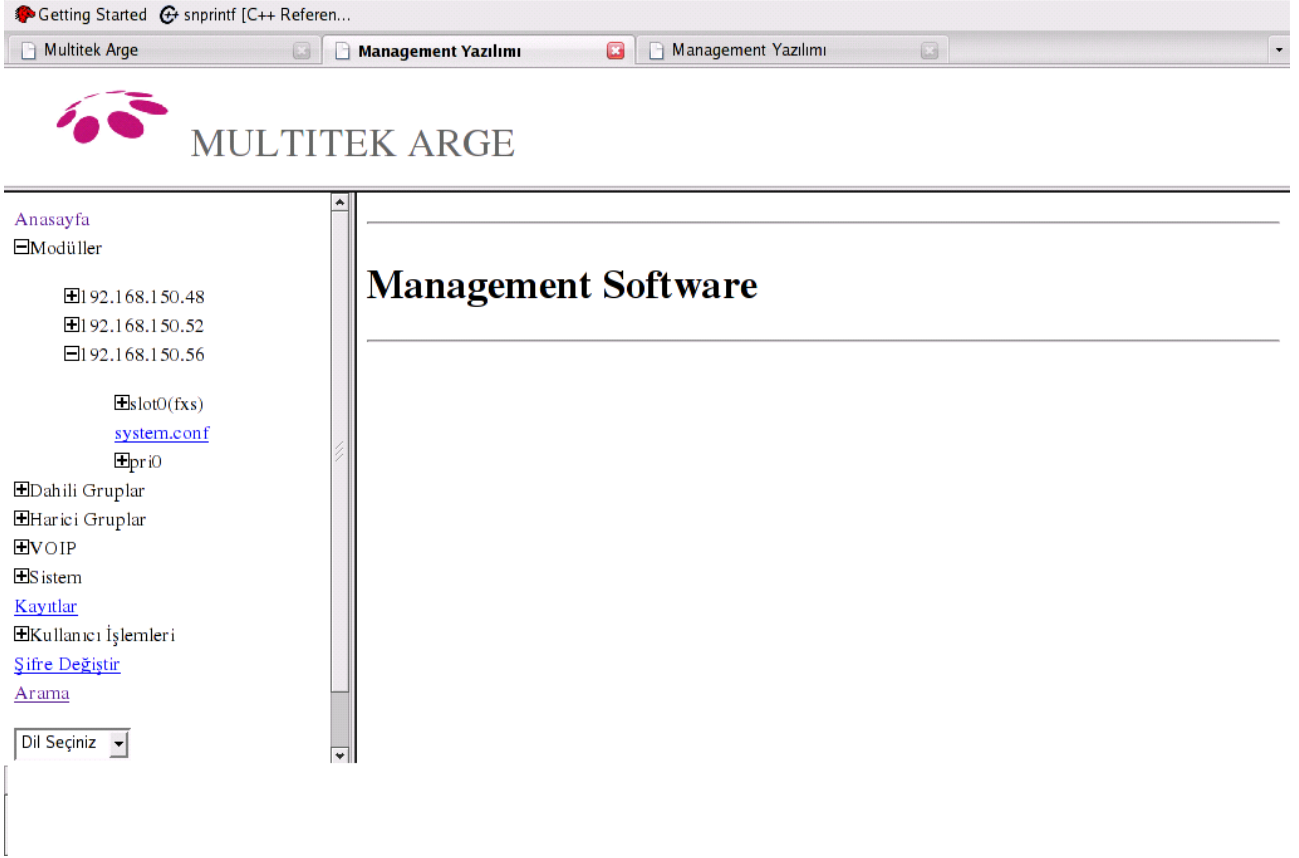 Getting Started snprintf [C++ Referen...
Multitek Arge Management Yazılımı Management Yazılımı
MULTITEK ARGE
Anasayfa
Modüller
192.168.150.48
192.168.150.52
192.168.150.56
slot0(fxs)
system.conf
pri0
Dahili Gruplar
Harici Gruplar
VOIP
Sistem
Kayıtlar
Kullanıcı İşlemleri
Şifre Değiştir
Arama
Dil Seçiniz
Management Software